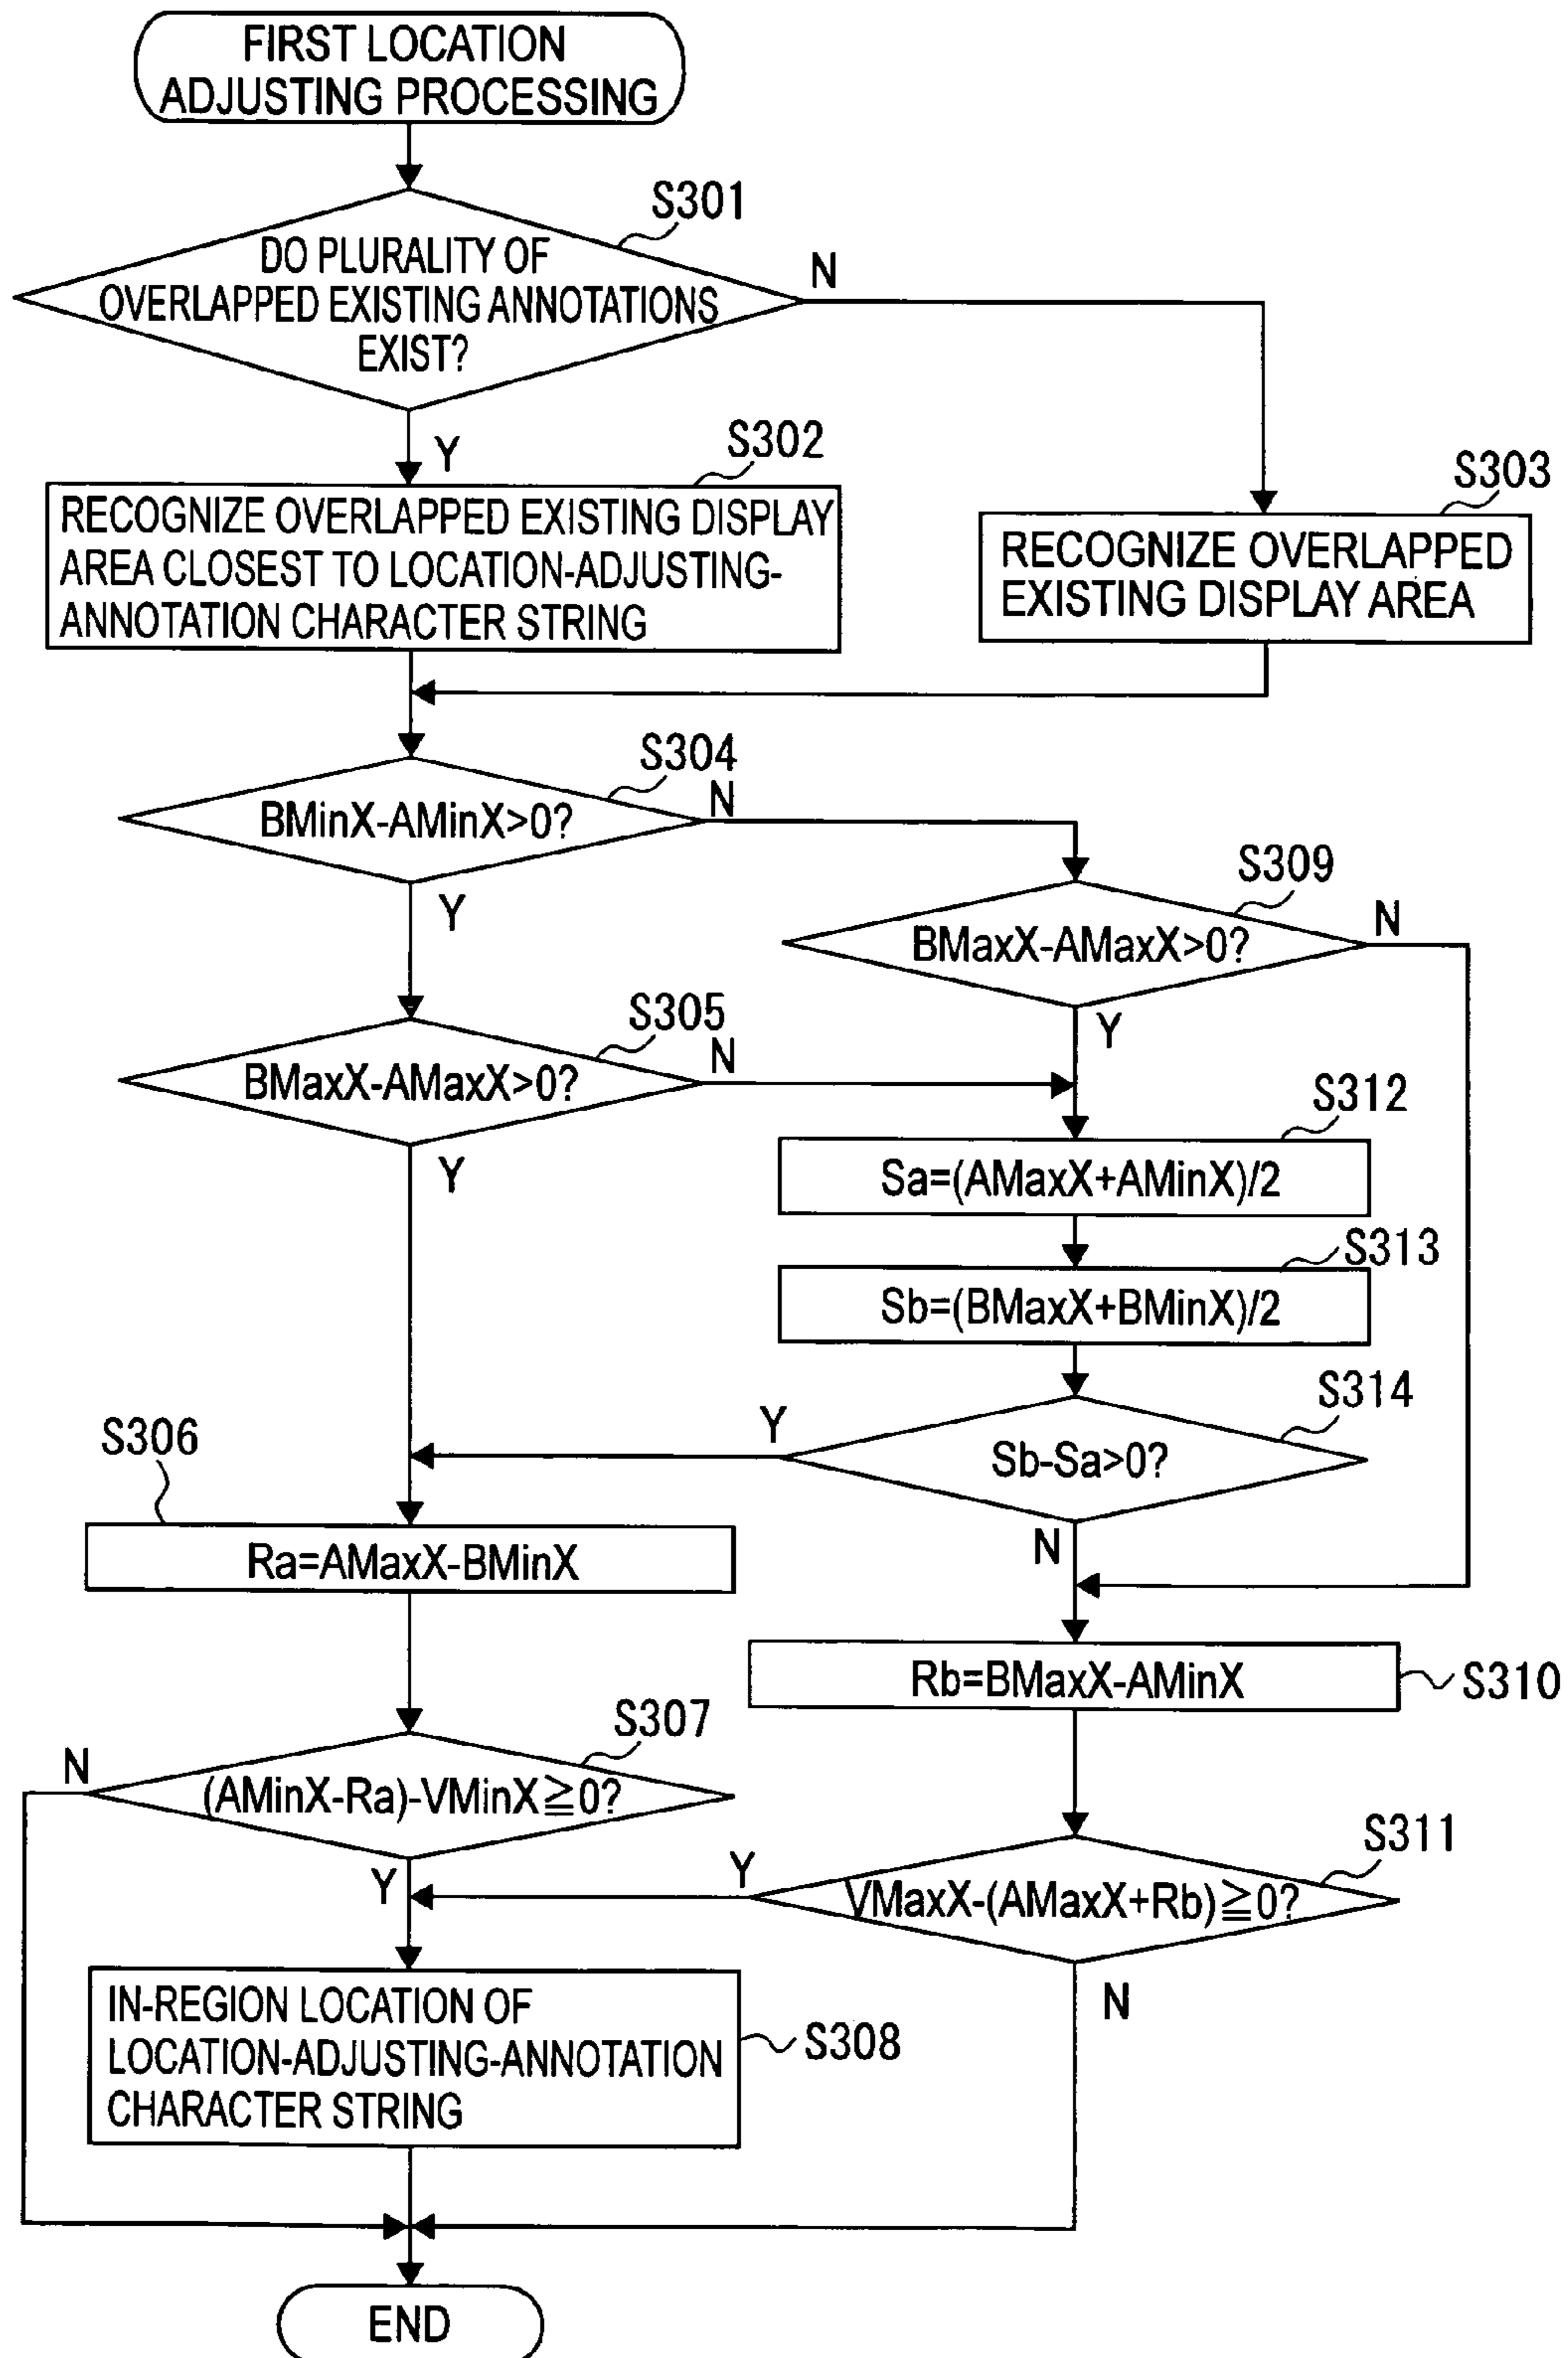 FIRST LOCATION
ADJUSTING PROCESSING
S301
DO PLURALITY OF
OVERLAPPED EXISTING ANNOTATIONS
EXIST?
N
Y
S302
RECOGNIZE OVERLAPPED EXISTING DISPLAY
AREA CLOSEST TO LOCATION-ADJUSTING-
ANNOTATION CHARACTER STRING
S303
RECOGNIZE OVERLAPPED
EXISTING DISPLAY AREA
S304
BMinX-AMinX>0?
N
Y
S309
BMaxX-AMaxX>0?
N
Y
S305
BMaxX-AMaxX>0?
N
Y
S312
Sa=(AMaxX+AMinX)/2
S313
Sb=(BMaxX+BMinX)/2
S314
Sb-Sa>0?
Y
N
S306
Ra=AMaxX-BMinX
Rb=BMaxX-AMinX
S310
S307
(AMinX-Ra)-VMinX≧0?
N
Y
S311
VMaxX-(AMaxX+Rb)≧0?
Y
N
IN-REGION LOCATION OF
LOCATION-ADJUSTING-ANNOTATION
CHARACTER STRING
S308
END